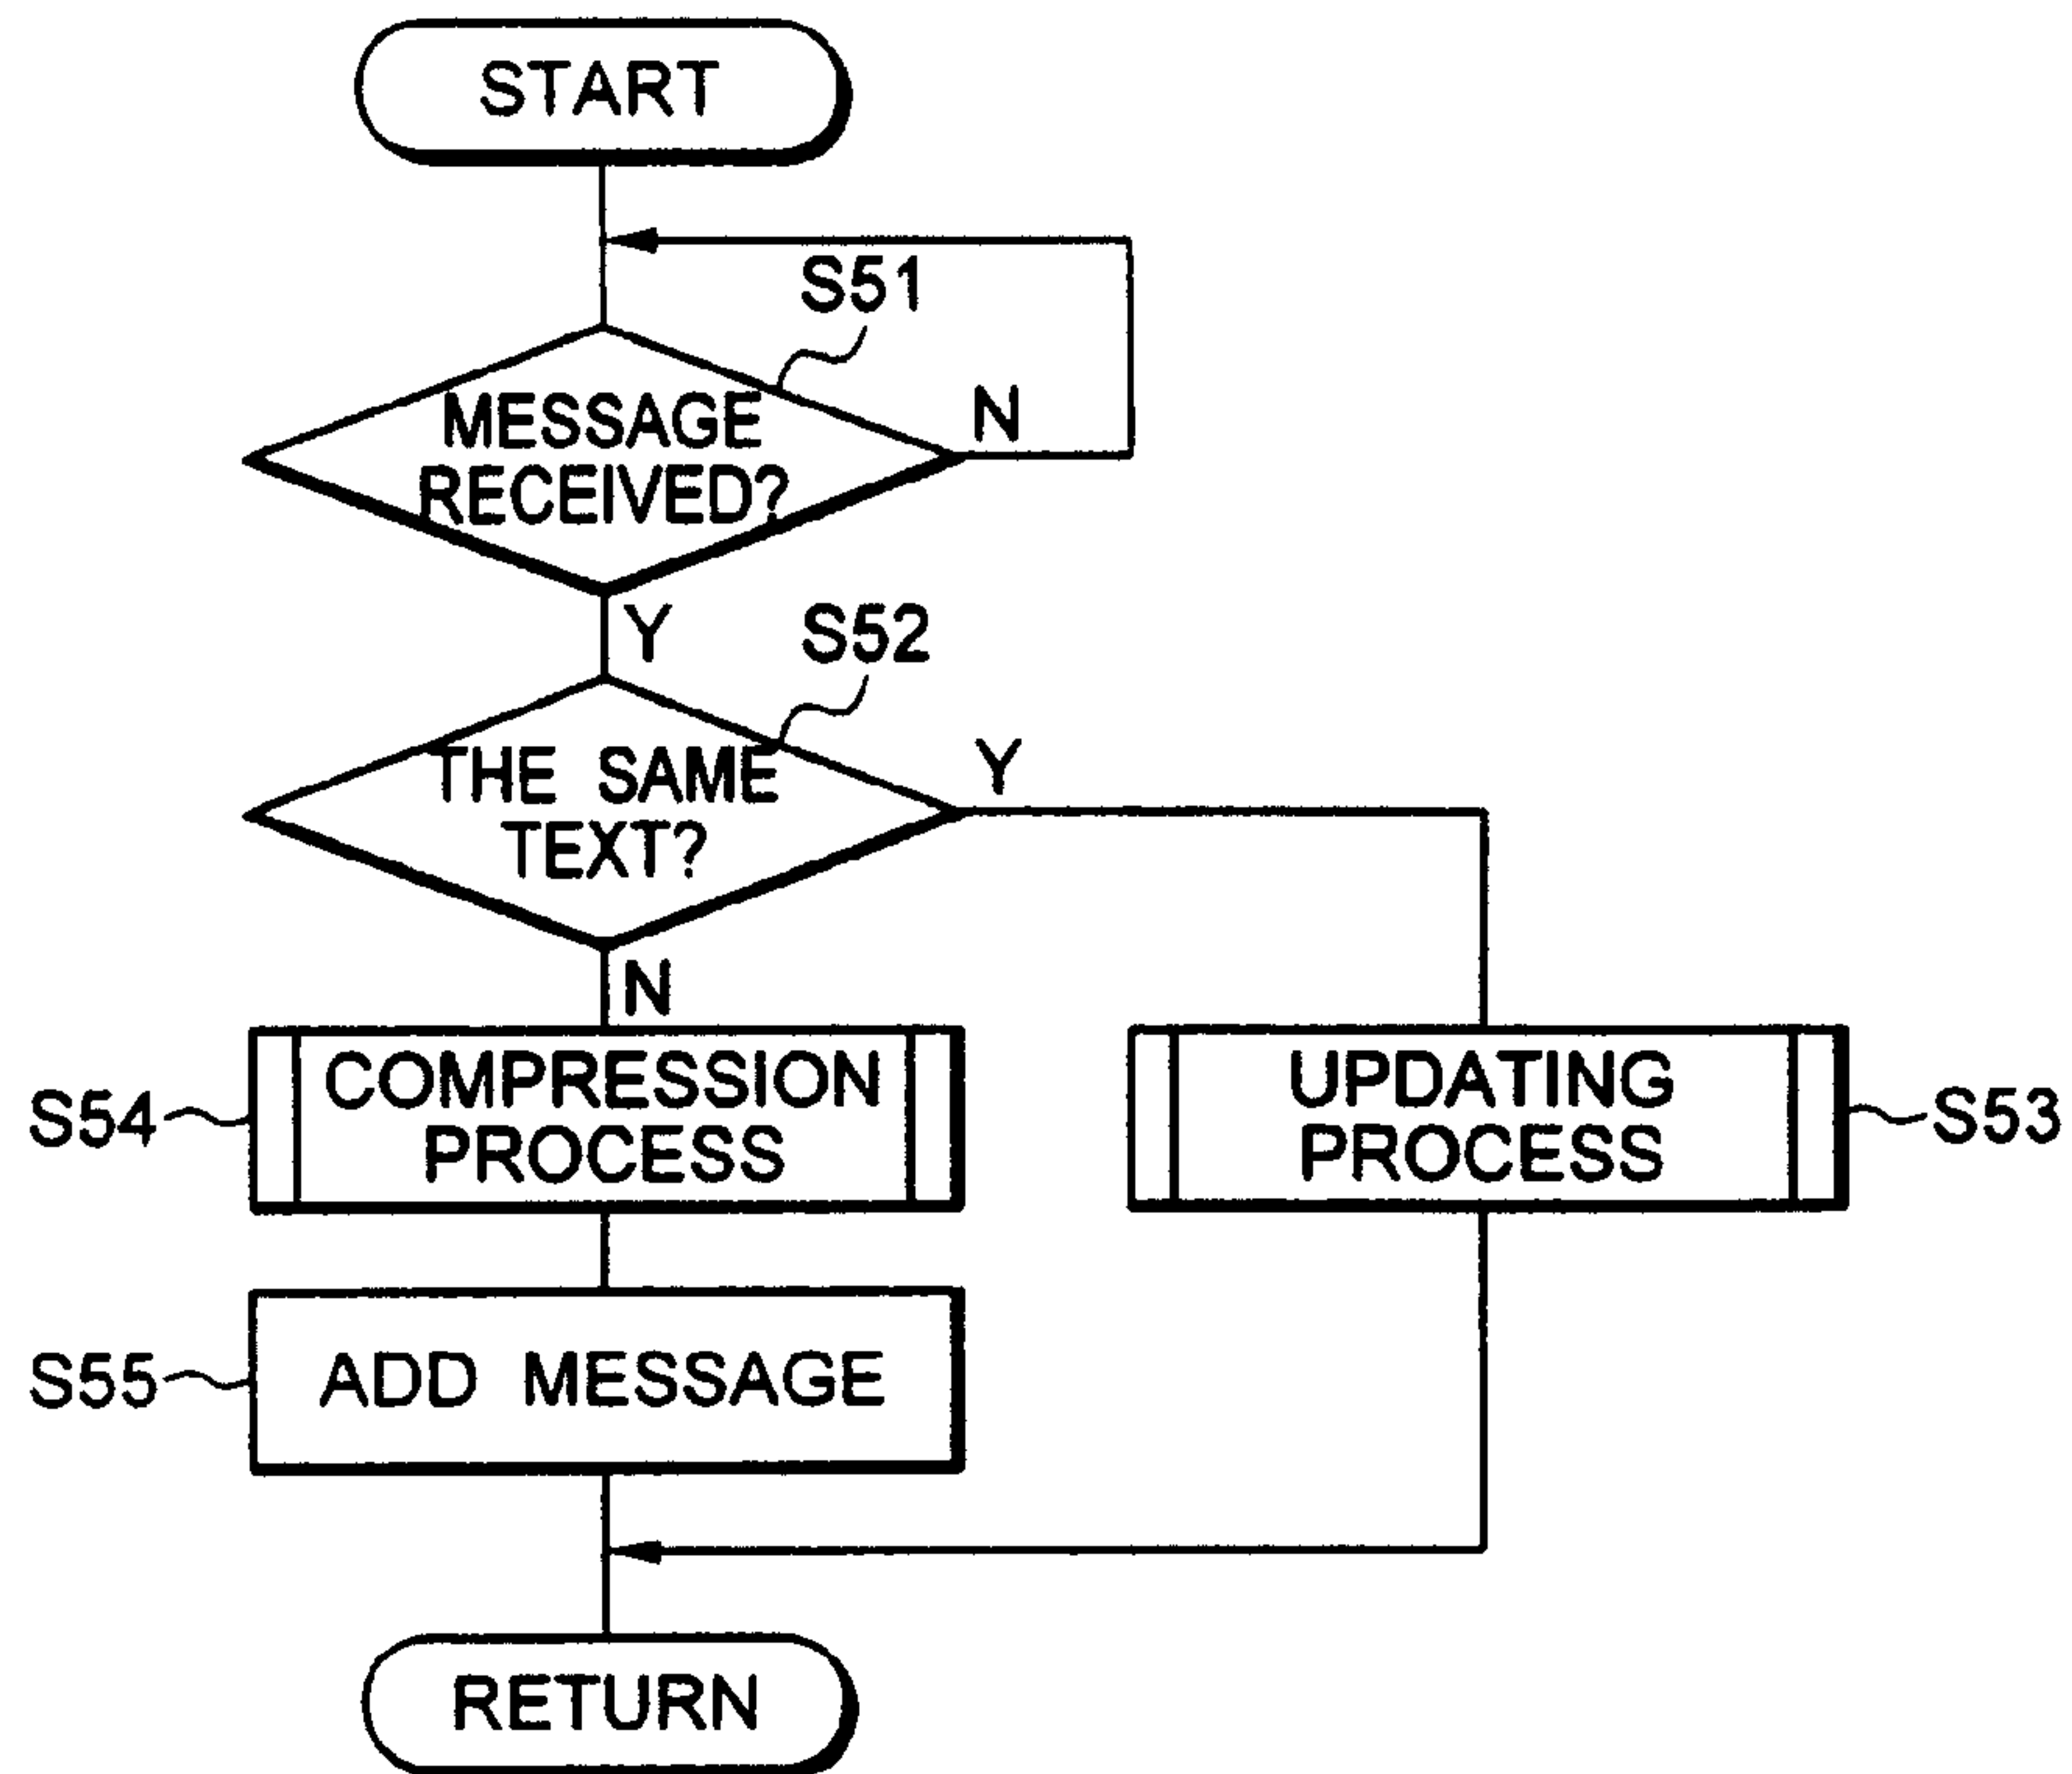 START
S51
MESSAGE
RECEIVED?
N
Y
S52
THE SAME
TEXT?
Y
N
S54
COMPRESSION
PROCESS
UPDATING
PROCESS
S53
S55
ADD MESSAGE
RETURN